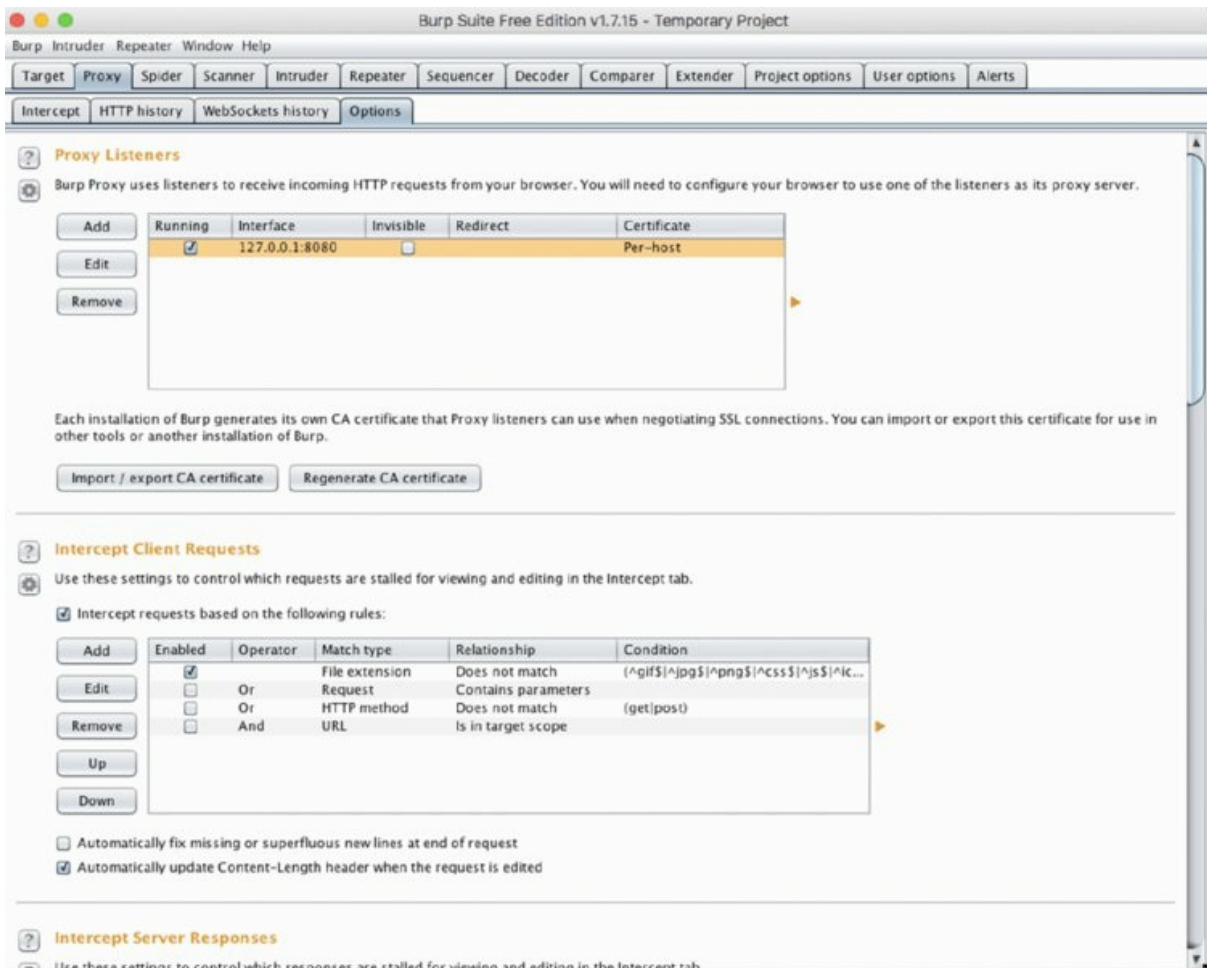 Burp Suite Free Edition v1.7.15 - Temporary Project
Burp Intruder Repeater Window Help
Target Proxy Spider Scanner Intruder Repeater Sequencer Decoder Comparer Extender Project options User options Alerts
Intercept HTTP history WebSockets history Options
? Proxy Listeners
Burp Proxy uses listeners to receive incoming HTTP requests from your browser. You will need to configure your browser to use one of the listeners as its proxy server.
Add Running Interface Invisible Redirect Certificate
127.0.0.1:8080 Per-host
Edit
Remove
Each installation of Burp generates its own CA certificate that Proxy listeners can use when negotiating SSL connections. You can import or export this certificate for use in
other tools or another installation of Burp.
Import / export CA certificate Regenerate CA certificate
? Intercept Client Requests
Use these settings to control which requests are stalled for viewing and editing in the Intercept tab.
Intercept requests based on the following rules:
Add Enabled Operator Match type Relationship Condition
File extension Does not match (^gif$|^jpg$|^png$|^css$|^js$|^ic...
Edit Or Request Contains parameters
Or HTTP method Does not match (get|post)
Remove And URL Is in target scope
Up
Down
Automatically fix missing or superfluous new lines at end of request
Automatically update Content-Length header when the request is edited
? Intercept Server Responses
Use these settings to control which responses are stalled for viewing and editing in the Intercept tab.